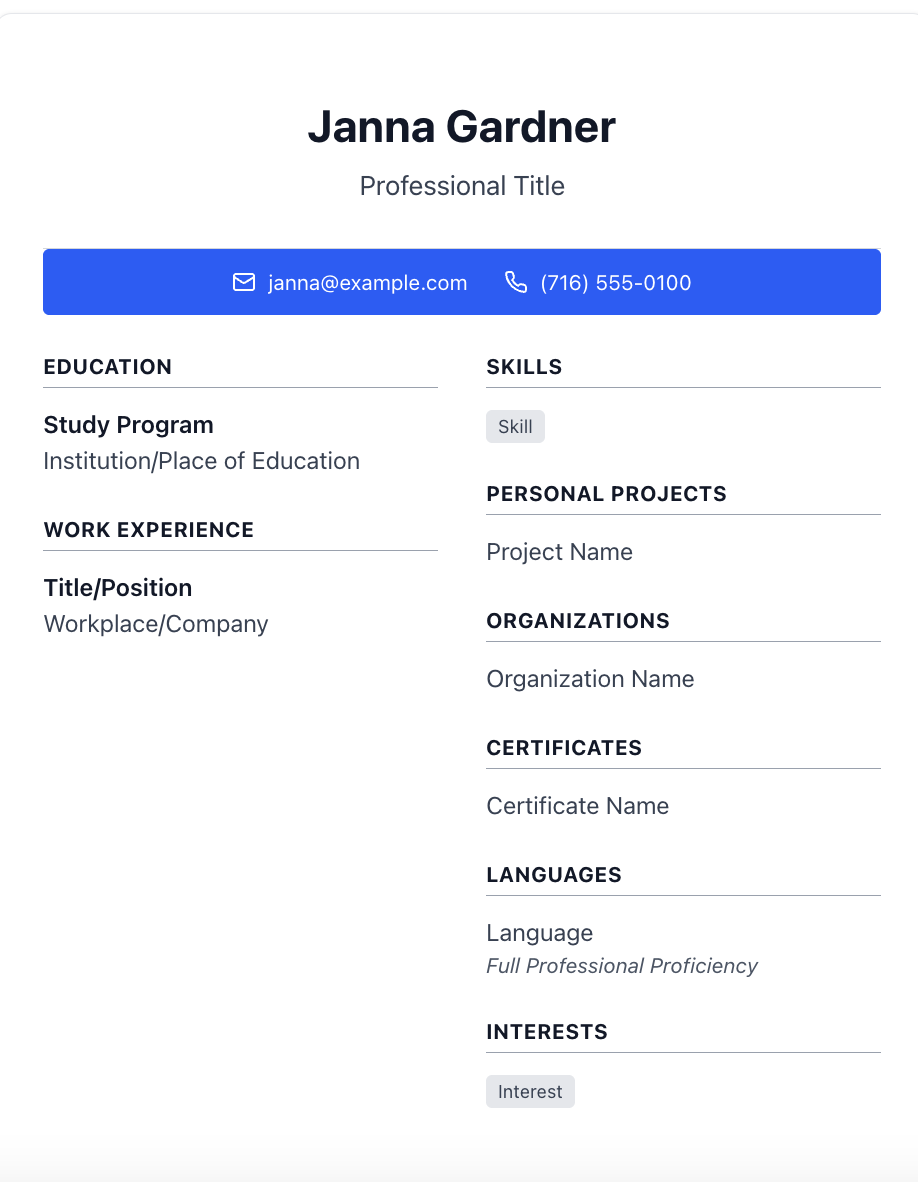 Janna Gardner
Professional Title
janna@example.com (716) 555-0100
EDUCATION
Study Program
Institution/Place of Education
WORK EXPERIENCE
Title/Position
Workplace/Company
SKILLS
Skill
PERSONAL PROJECTS
Project Name
ORGANIZATIONS
Organization Name
CERTIFICATES
Certificate Name
LANGUAGES
Language
Full Professional Proficiency
INTERESTS
Interest